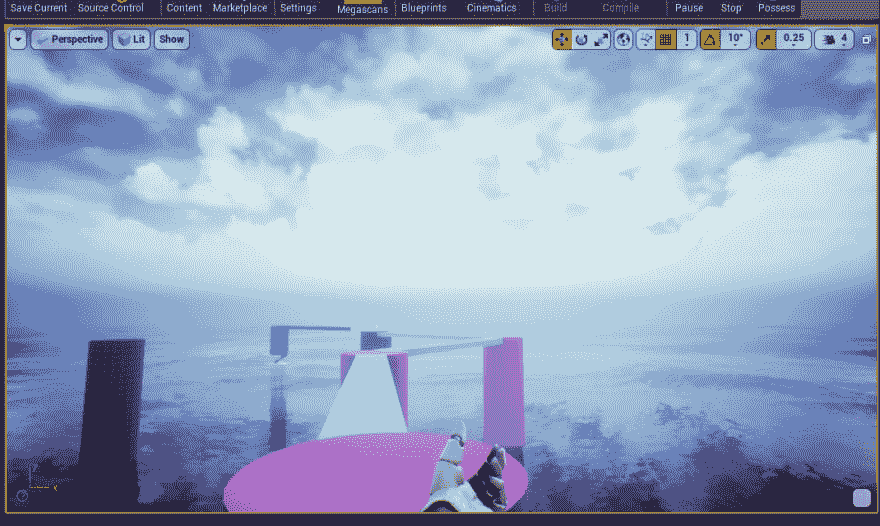 Save Current Source Control Content Marketplace Settings Megascans Blueprints Cinematics Build Compile Pause Stop Possess
Perspective Lit Show 1 10° 0.25 4
x